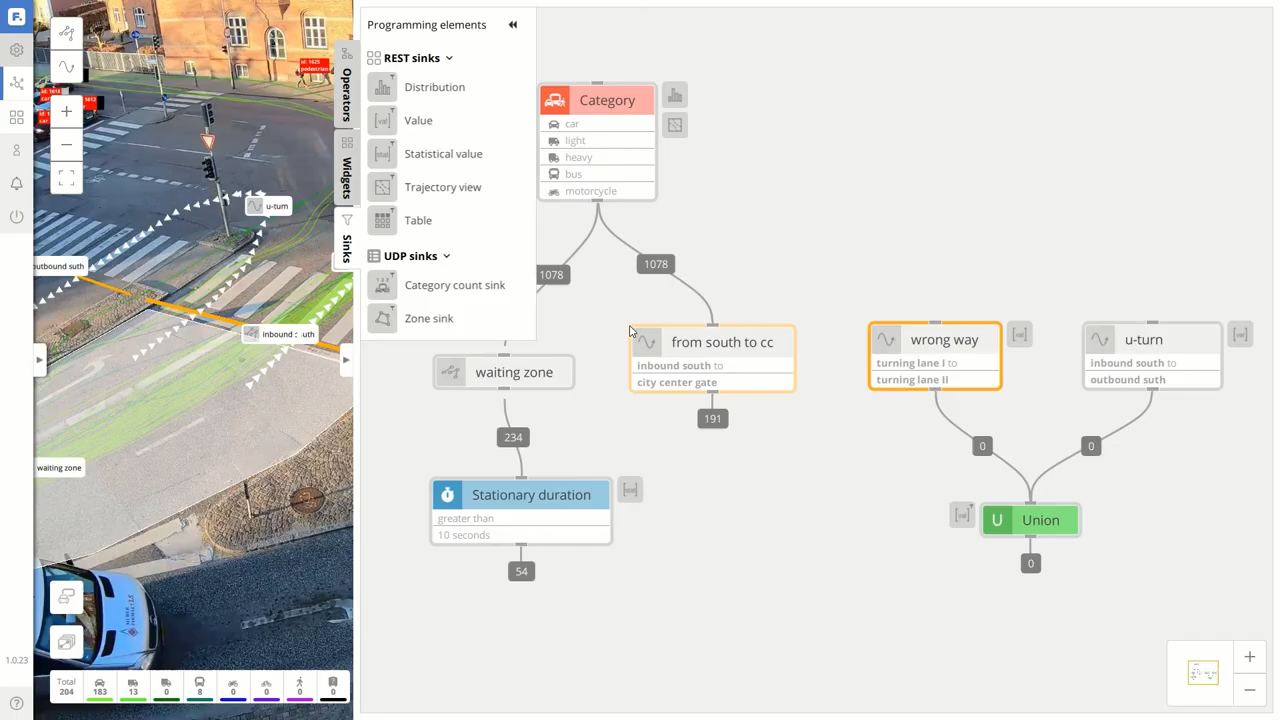 F.
Programming elements
REST sinks
Distribution
Value
Statistical value
Trajectory view
Table
UDP sinks
Category count sink
Zone sink
Operators
Widgets
Sinks
id: 1625
pedestrian
u-turn
outbound suth
waiting zone
Category
car
light
heavy
bus
motorcycle
1078
1078
waiting zone
234
Stationary duration
greater than
10 seconds
54
from south to cc
inbound south to
city center gate
191
wrong way
turning lane I to
turning lane II
u-turn
inbound south to
outbound suth
0
0
U
Union
0
1.0.23
Total
204
183
13
0
8
0
0
0
0